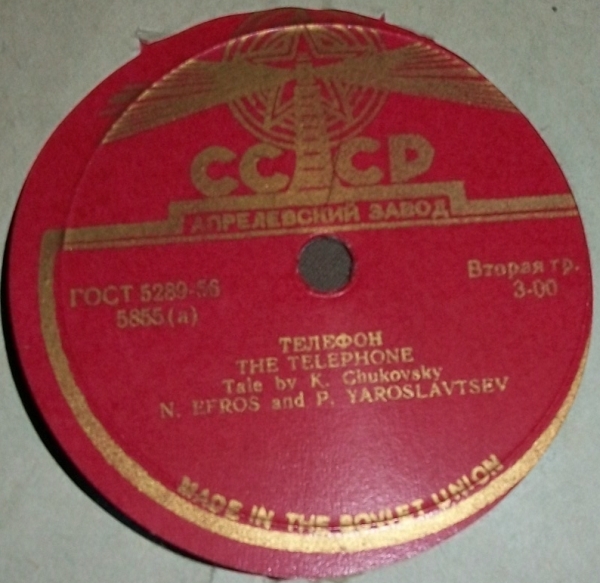 СССР
АПРЕЛЕВСКИЙ ЗАВОД
ГОСТ 5289-56
5855(а)
Вторая гр.
3-00
ТЕЛЕФОН
THE TELEPHONE
Tale by K. Chukovsky
N. EFROS and P. YAROSLAVTSEV
MADE IN THE SOVIET UNION